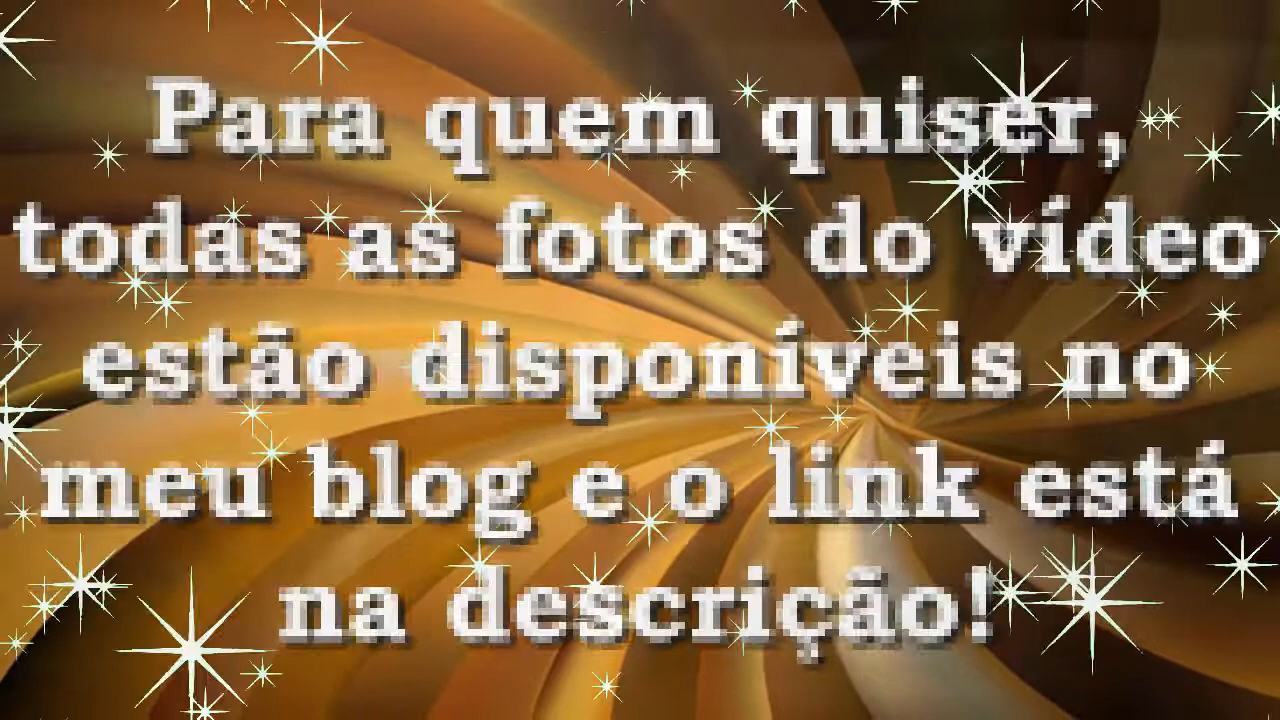 Para quem quiser,
todas as fotos do vídeo
estão disponíveis no
meu blog e o link está
na descrição!